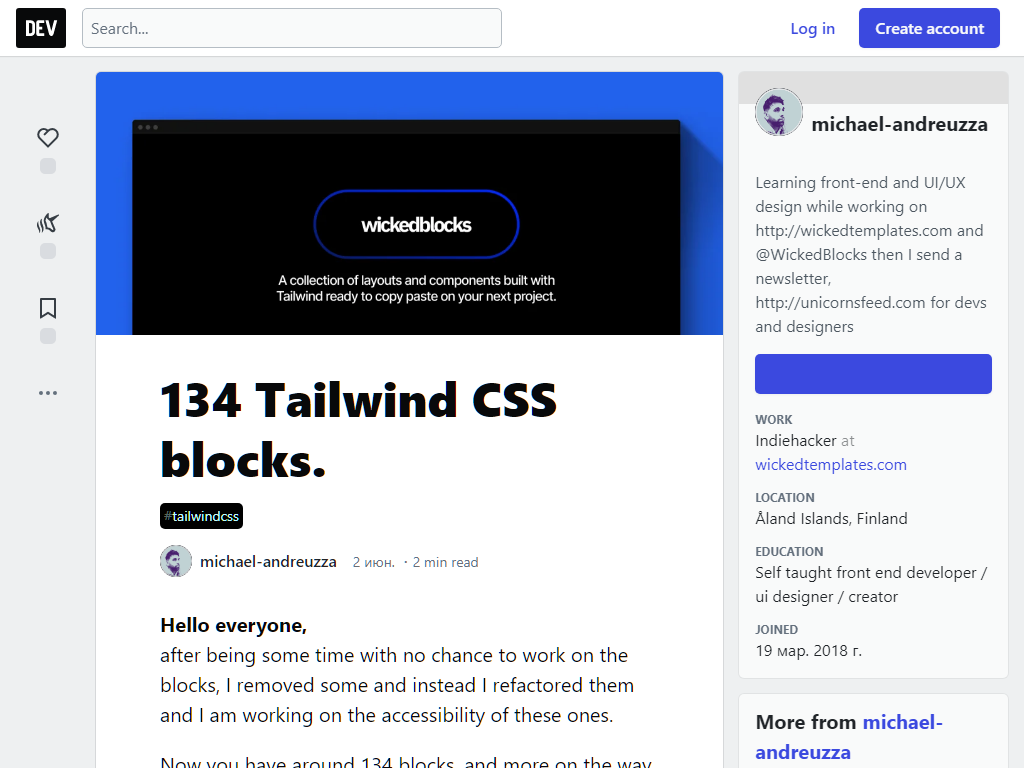 DEV
Search...
Log in
Create account
wickedblocks
A collection of layouts and components built with
Tailwind ready to copy paste on your next project.
134 Tailwind CSS
blocks.
#tailwindcss
michael-andreuzza
2 июн. · 2 min read
Hello everyone,
after being some time with no chance to work on the
blocks, I removed some and instead I refactored them
and I am working on the accessibility of these ones.
Now you have around 134 blocks, and more on the way
michael-andreuzza
Learning front-end and UI/UX
design while working on
http://wickedtemplates.com and
@WickedBlocks then I send a
newsletter,
http://unicornsfeed.com for devs
and designers
WORK
Indiehacker at
wickedtemplates.com
LOCATION
Åland Islands, Finland
EDUCATION
Self taught front end developer /
ui designer / creator
JOINED
19 мар. 2018 г.
More from michael-
andreuzza